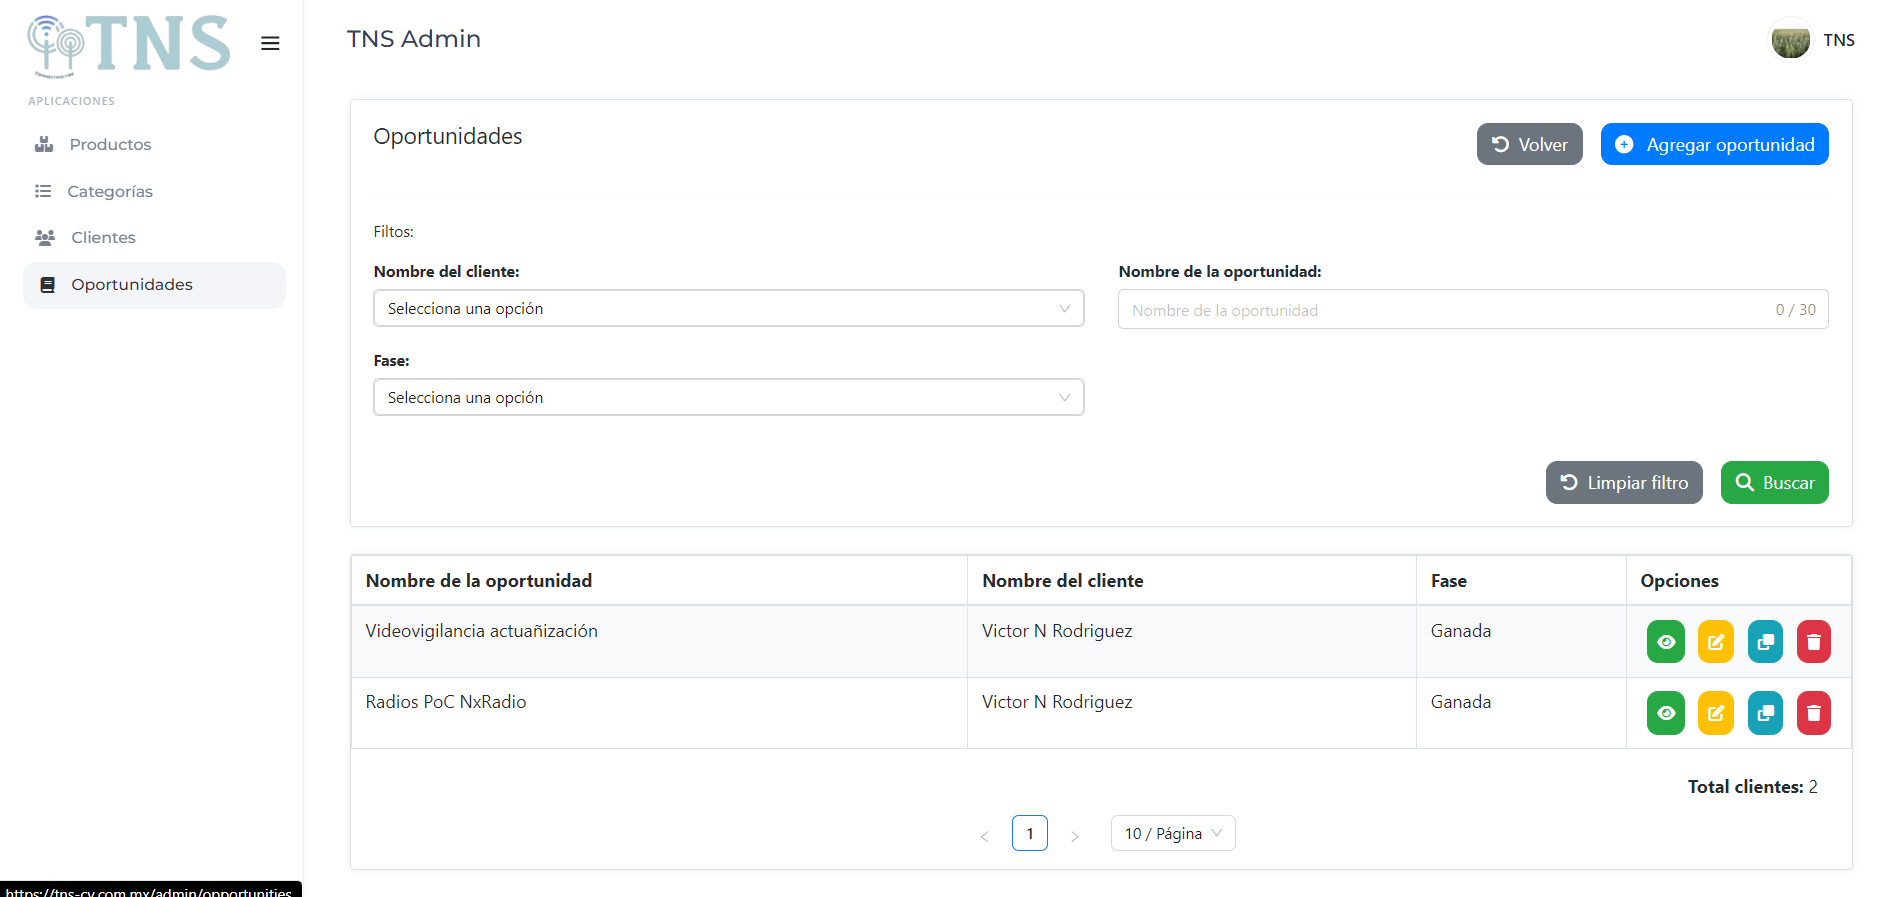 TNS
TNS Admin
TNS
APLICACIONES
Productos
Categorías
Clientes
Oportunidades
Oportunidades
Volver
Agregar oportunidad
Filtos:
Nombre del cliente:
Nombre de la oportunidad:
Selecciona una opción
Nombre de la oportunidad
0 / 30
Fase:
Selecciona una opción
Limpiar filtro
Buscar
Nombre de la oportunidad Nombre del cliente Fase Opciones
Videovigilancia actuañización Victor N Rodriguez Ganada
Radios PoC NxRadio Victor N Rodriguez Ganada
Total clientes: 2
< 1 > 10 / Página
https://tns-cv.com.mx/admin/opportunities